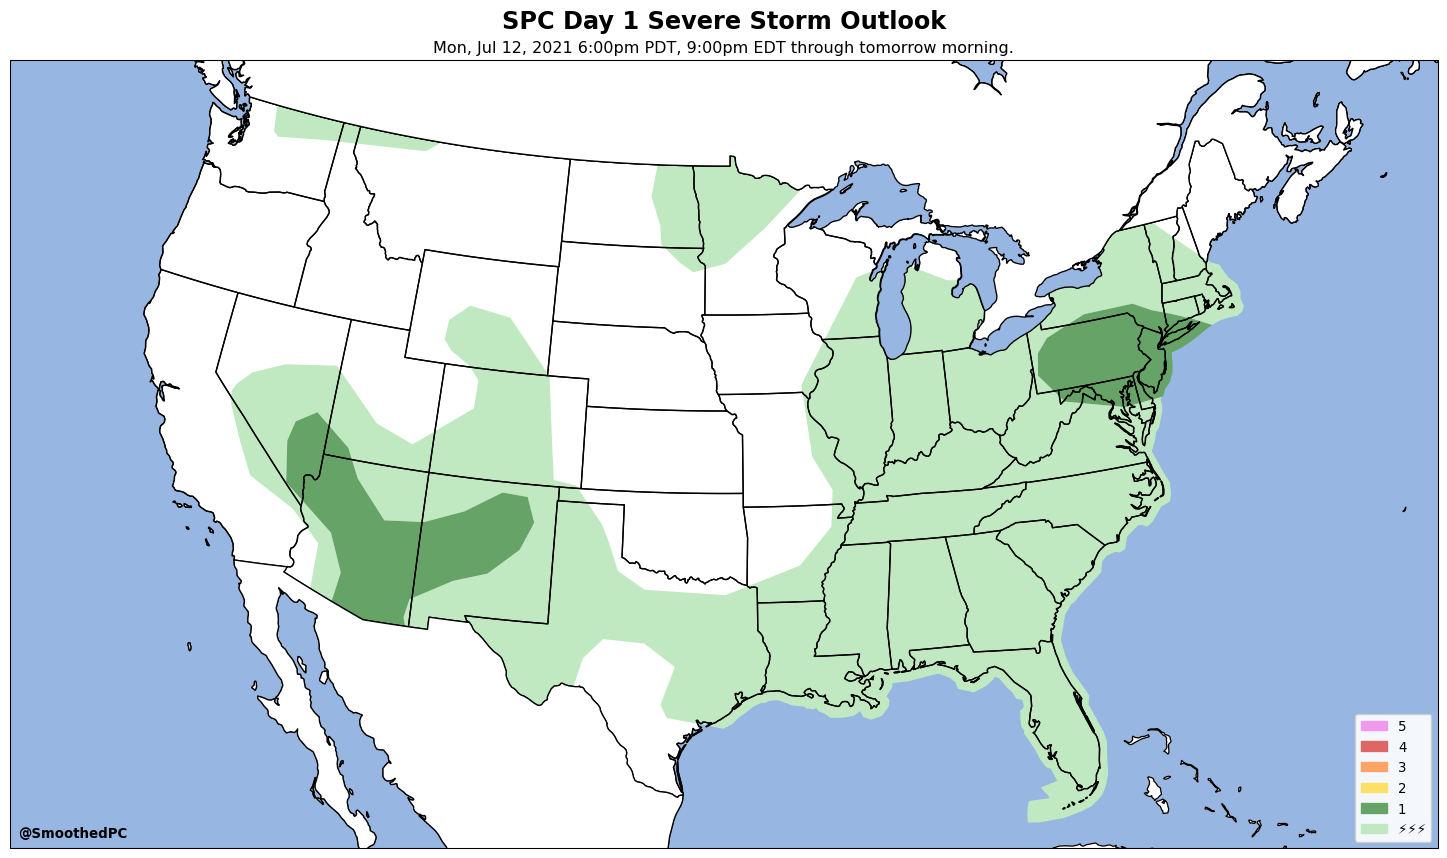 SPC Day 1 Severe Storm Outlook
Mon, Jul 12, 2021 6:00pm PDT, 9:00pm EDT through tomorrow morning.
5
4
3
2
1
⚡⚡⚡
@SmoothedPC